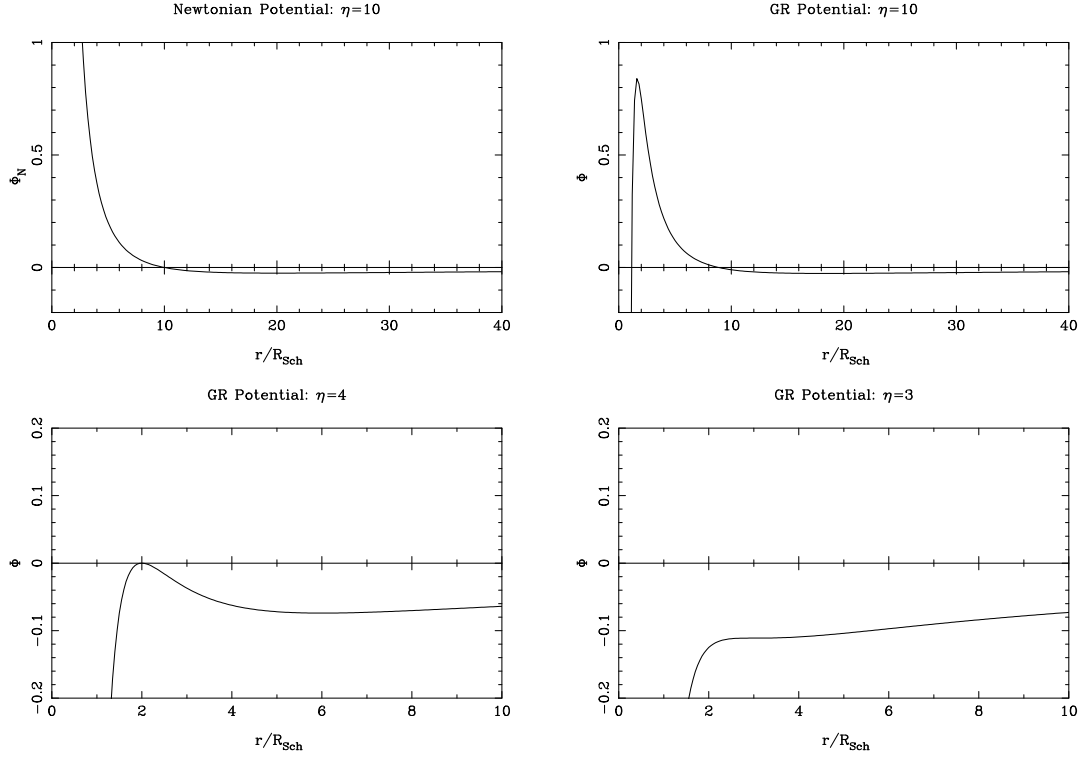 Newtonian Potential: η=10
1
0.5
0
Φ_N
0 10 20 30 40
r/R_Sch
GR Potential: η=10
1
0.5
0
Φ
0 10 20 30 40
r/R_Sch
GR Potential: η=4
0.2
0.1
0
−0.1
−0.2
Φ
0 2 4 6 8 10
r/R_Sch
GR Potential: η=3
0.2
0.1
0
−0.1
−0.2
Φ
0 2 4 6 8 10
r/R_Sch